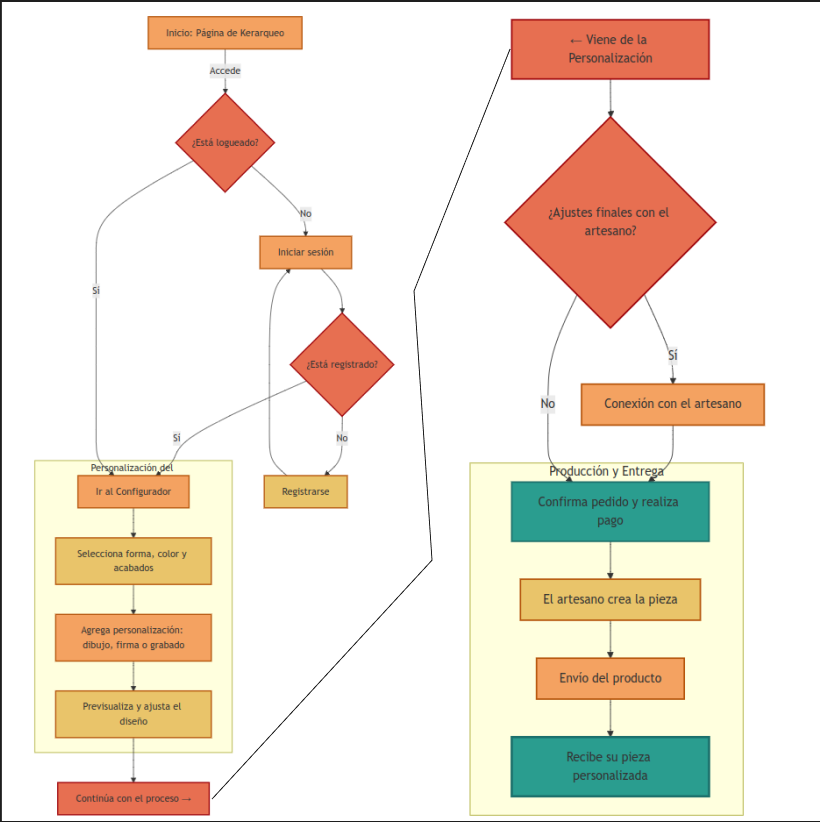 Inicio: Página de Kerarqueo
Accede
¿Está logueado?
No
Iniciar sesión
Sí
¿Está registrado?
Sí
No
Personalización del
Ir al Configurador
Registrarse
Selecciona forma, color y
acabados
Agrega personalización:
dibujo, firma o grabado
Previsualiza y ajusta el
diseño
Continúa con el proceso →
← Viene de la
Personalización
¿Ajustes finales con el
artesano?
Sí
No
Conexión con el artesano
Producción y Entrega
Confirma pedido y realiza
pago
El artesano crea la pieza
Envío del producto
Recibe su pieza
personalizada